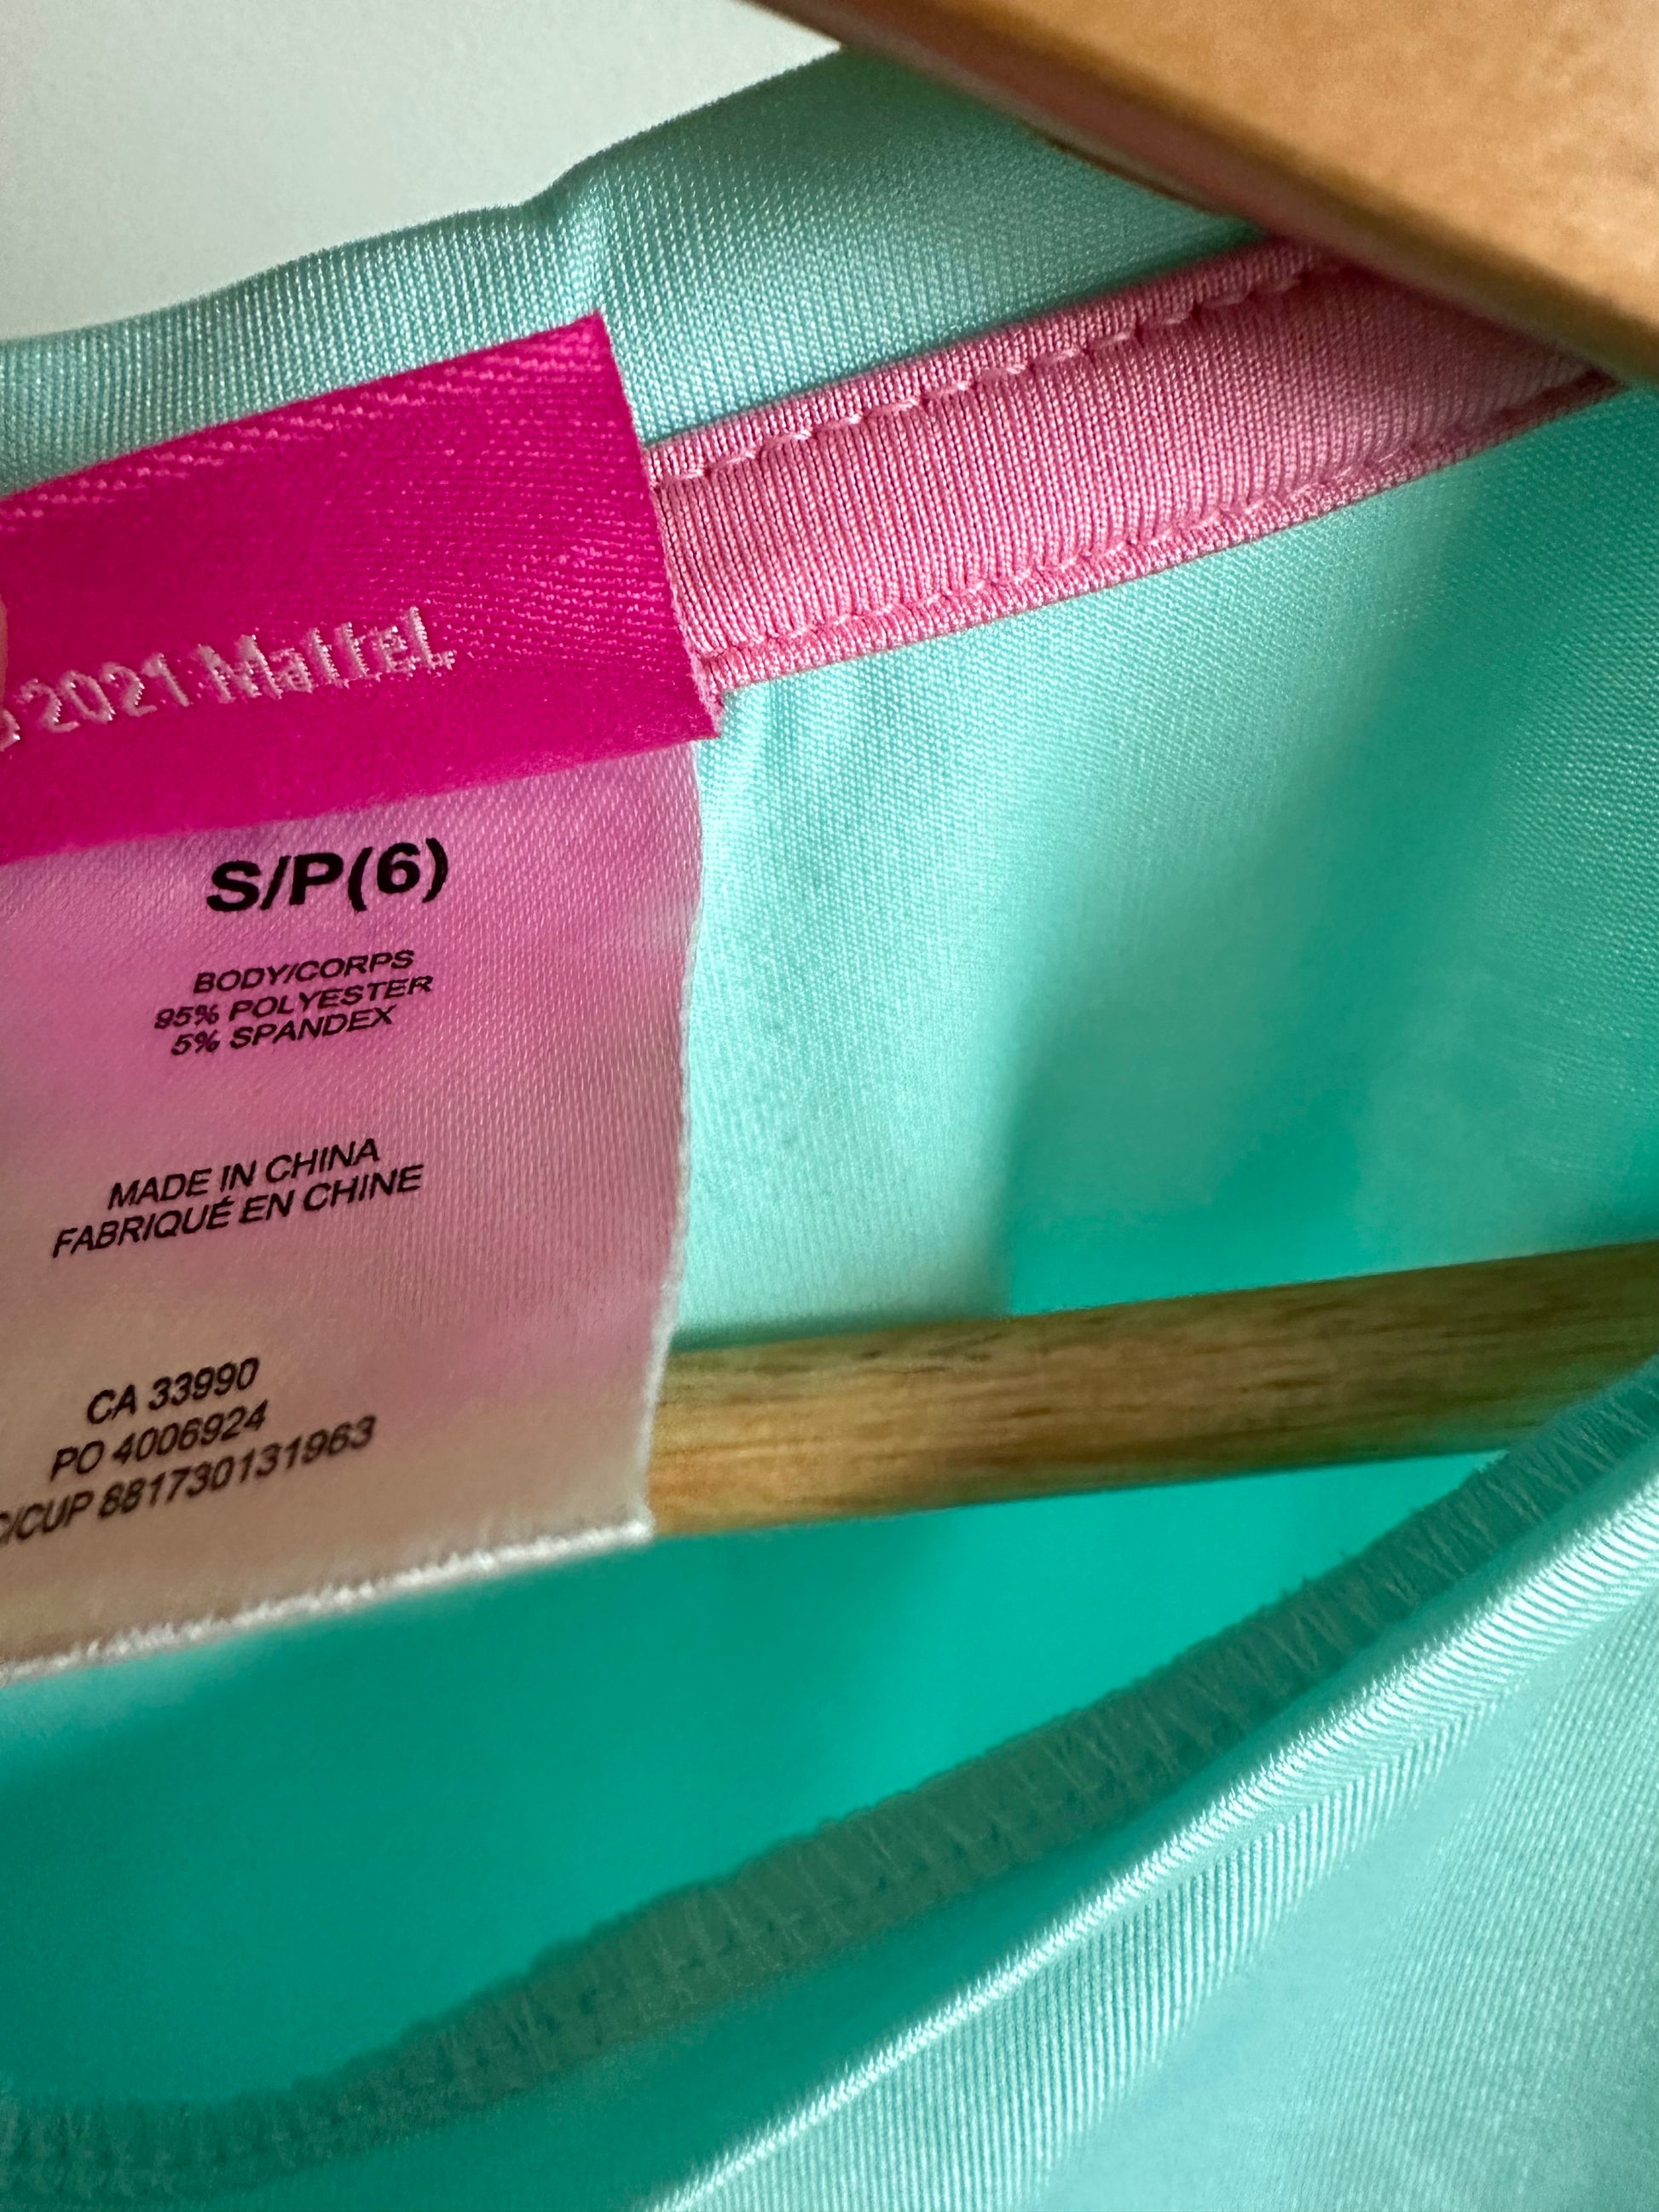 © 2021 Mattel.
S/P(6)
BODY/CORPS
95% POLYESTER
5% SPANDEX
MADE IN CHINA
FABRIQUÉ EN CHINE
CA 33990
PO 4006924
C/CUP 881730131963